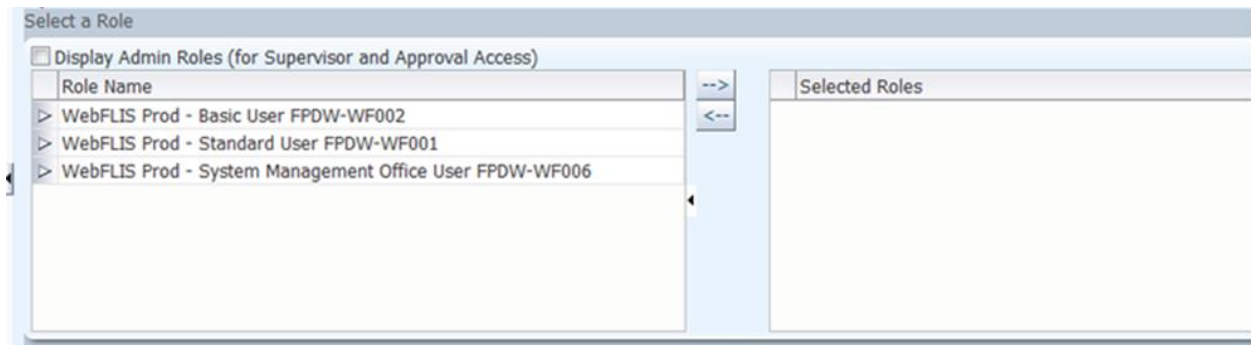 Select a Role
Display Admin Roles (for Supervisor and Approval Access)
Role Name
-->
Selected Roles
WebFLIS Prod - Basic User FPDW-WF002
<--
WebFLIS Prod - Standard User FPDW-WF001
WebFLIS Prod - System Management Office User FPDW-WF006